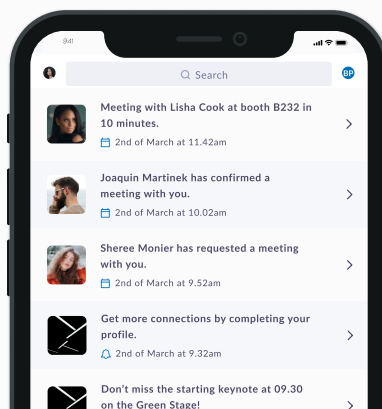 9:41
Search
BP
Meeting with Lisha Cook at booth B232 in
10 minutes.
2nd of March at 11.42am
Joaquin Martinek has confirmed a
meeting with you.
2nd of March at 10.02am
Sheree Monier has requested a meeting
with you.
2nd of March at 9.52am
Get more connections by completing your
profile.
2nd of March at 9.32am
Don't miss the starting keynote at 09.30
on the Green Stage!